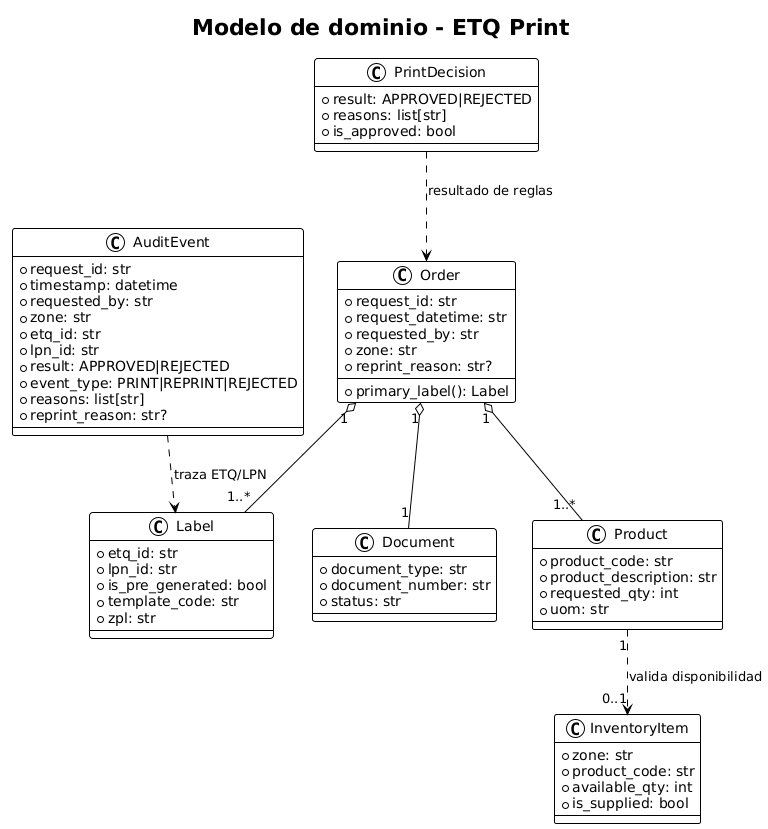 Modelo de dominio - ETQ Print
C PrintDecision
result: APPROVED|REJECTED
reasons: list[str]
is_approved: bool
resultado de reglas
C AuditEvent
request_id: str
timestamp: datetime
requested_by: str
zone: str
etq_id: str
lpn_id: str
result: APPROVED|REJECTED
event_type: PRINT|REPRINT|REJECTED
reasons: list[str]
reprint_reason: str?
C Order
request_id: str
request_datetime: str
requested_by: str
zone: str
reprint_reason: str?
primary_label(): Label
1
1
1
traza ETQ/LPN
1..*
1
1..*
C Label
etq_id: str
lpn_id: str
is_pre_generated: bool
template_code: str
zpl: str
C Document
document_type: str
document_number: str
status: str
C Product
product_code: str
product_description: str
requested_qty: int
uom: str
1
valida disponibilidad
0..1
C InventoryItem
zone: str
product_code: str
available_qty: int
is_supplied: bool